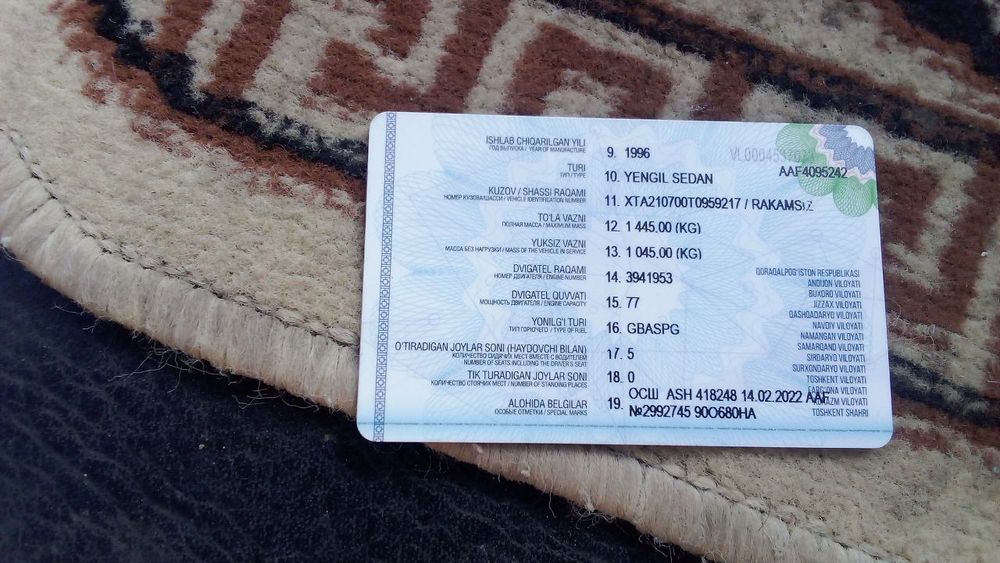 ISHLAB CHIQARILGAN YILI
ГОД ВЫПУСКА / YEAR OF MANUFACTURE
9. 1996
AAF4095242
TURI
ТИП / TYPE
10. YENGIL SEDAN
KUZOV / SHASSI RAQAMI
НОМЕР КУЗОВА/ШАССИ / VEHICLE IDENTIFICATION NUMBER
11. XTA210700T0959217 / RAKAMSIZ
TO'LA VAZNI
ПОЛНАЯ МАССА / MAXIMUM MASS
12. 1 445.00 (KG)
YUKSIZ VAZNI
МАССА БЕЗ НАГРУЗКИ / MASS OF THE VEHICLE IN SERVICE
13. 1 045.00 (KG)
DVIGATEL RAQAMI
НОМЕР ДВИГАТЕЛЯ / ENGINE NUMBER
14. 3941953
DVIGATEL QUVVATI
МОЩНОСТЬ ДВИГАТЕЛЯ / ENGINE CAPACITY
15. 77
YONILG'I TURI
ТИП ГОРЮЧЕГО / TYPE OF FUEL
16. GBASPG
O'TIRADIGAN JOYLAR SONI (HAYDOVCHI BILAN)
КОЛИЧЕСТВО СИДЯЧИХ МЕСТ ВМЕСТЕ С ВОДИТЕЛЕМ
NUMBER OF SEATS INCLUDING THE DRIVER'S SEAT
17. 5
TIK TURADIGAN JOYLAR SONI
КОЛИЧЕСТВО СТОЯЧИХ МЕСТ / NUMBER OF STANDING PLACES
18. 0
ALOHIDA BELGILAR
ОСОБЫЕ ОТМЕТКИ / SPECIAL MARKS
19. ОСШ ASH 418248 14.02.2022 AAF
№2992745 90O680HA
QORAQALPOG'ISTON RESPUBLIKASI
ANDIJON VILOYATI
BUXORO VILOYATI
JIZZAX VILOYATI
QASHQADARYO VILOYATI
NAVOIY VILOYATI
NAMANGAN VILOYATI
SAMARQAND VILOYATI
SIRDARYO VILOYATI
SURXONDARYO VILOYATI
TOSHKENT VILOYATI
FARG'ONA VILOYATI
XORAZM VILOYATI
TOSHKENT SHAHRI